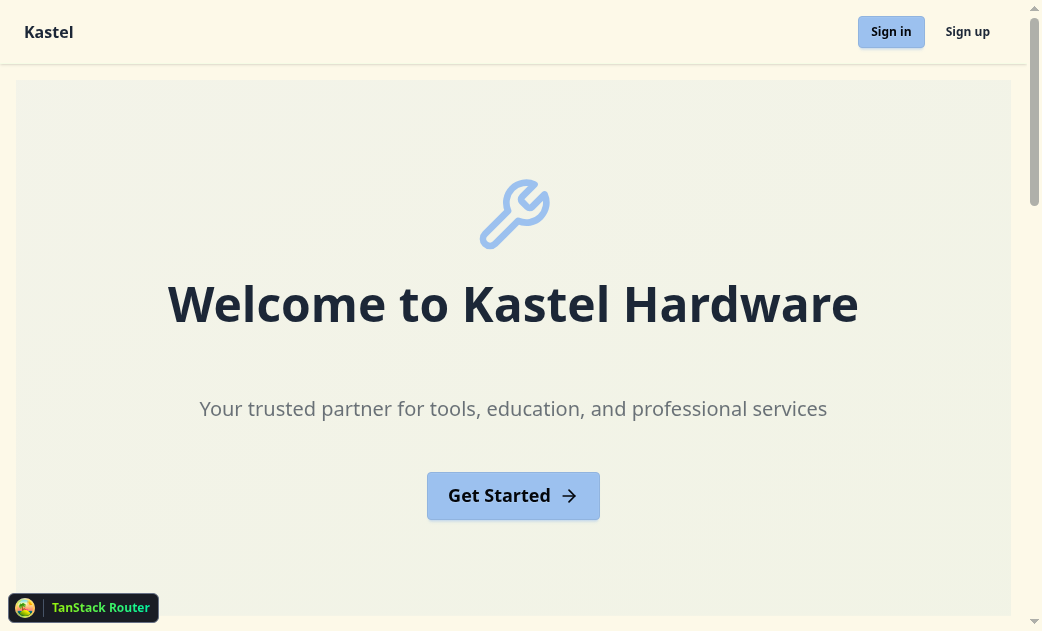 Kastel
Sign in
Sign up
Welcome to Kastel Hardware
Your trusted partner for tools, education, and professional services
Get Started
TanStack Router